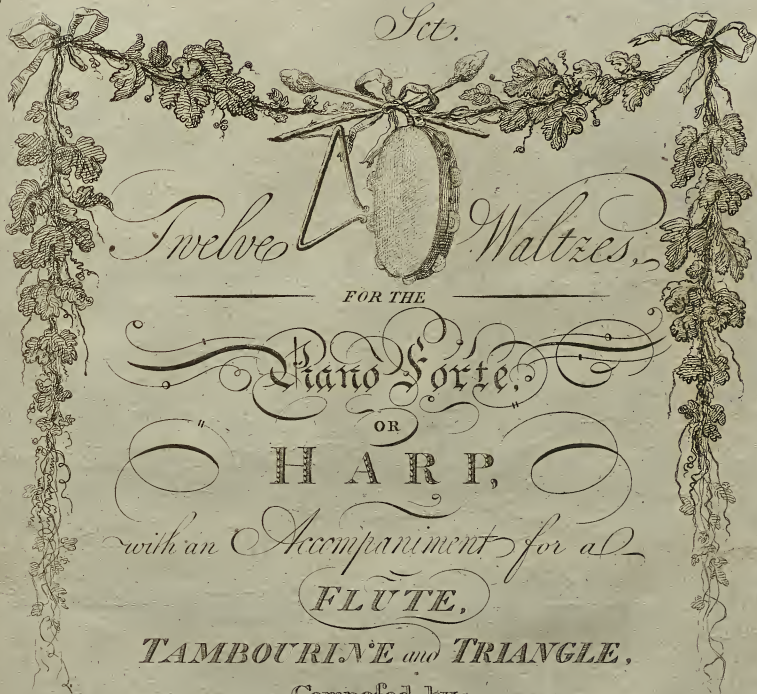 Set.
Twelve Waltzes,
FOR THE
Piano Forte,
OR
HARP,
with an Accompaniment for a
FLUTE,
TAMBOURINE and TRIANGLE,
Composed by